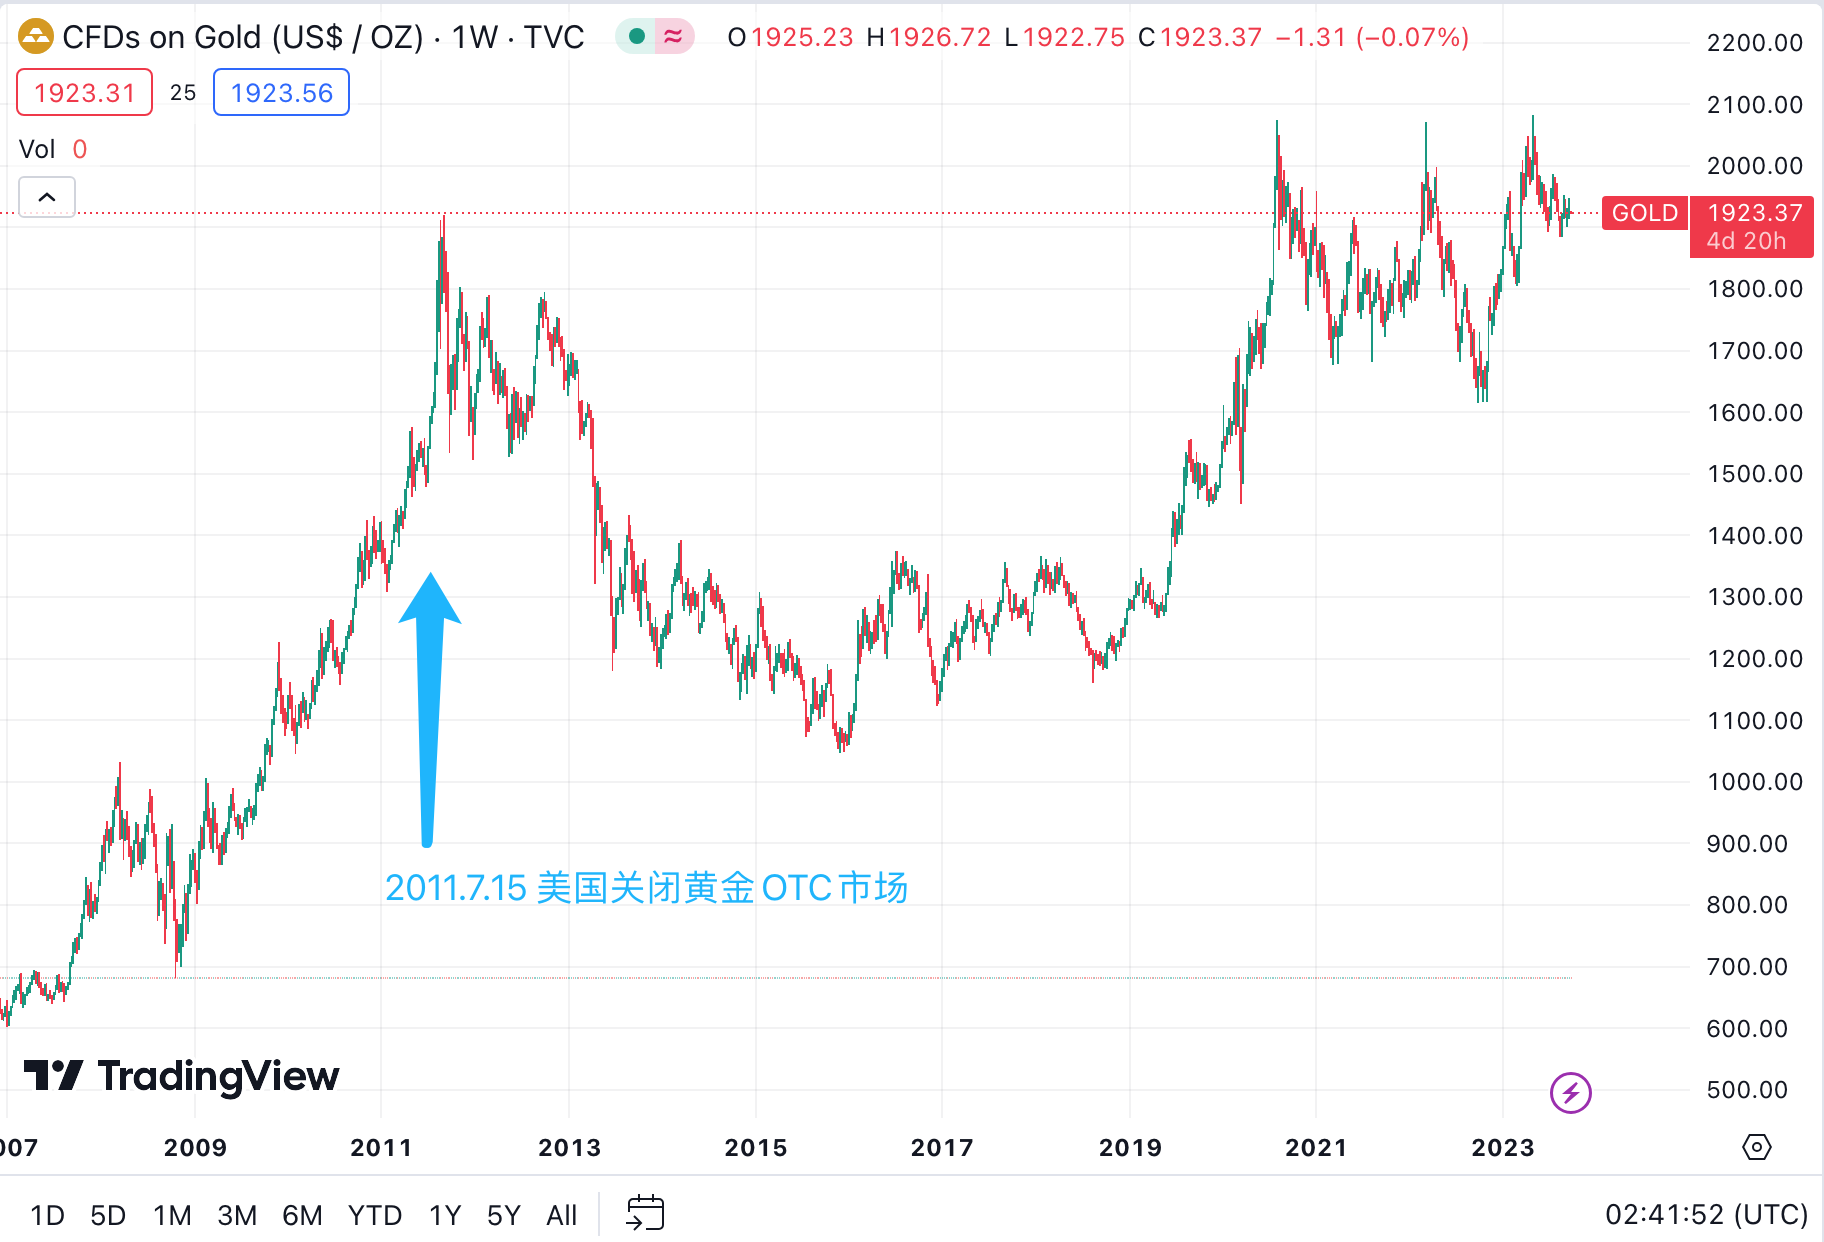 CFDs on Gold (US$ / OZ) · 1W · TVC
O1925.23 H1926.72 L1922.75 C1923.37 −1.31 (−0.07%)
1923.31 25 1923.56
Vol 0
2200.00
2100.00
2000.00
GOLD 1923.37
4d 20h
1800.00
1700.00
1600.00
1500.00
1400.00
1300.00
1200.00
1100.00
1000.00
900.00
800.00
700.00
600.00
500.00
2011.7.15 美国关闭黄金OTC市场
TradingView
007 2009 2011 2013 2015 2017 2019 2021 2023
1D 5D 1M 3M 6M YTD 1Y 5Y All
02:41:52 (UTC)